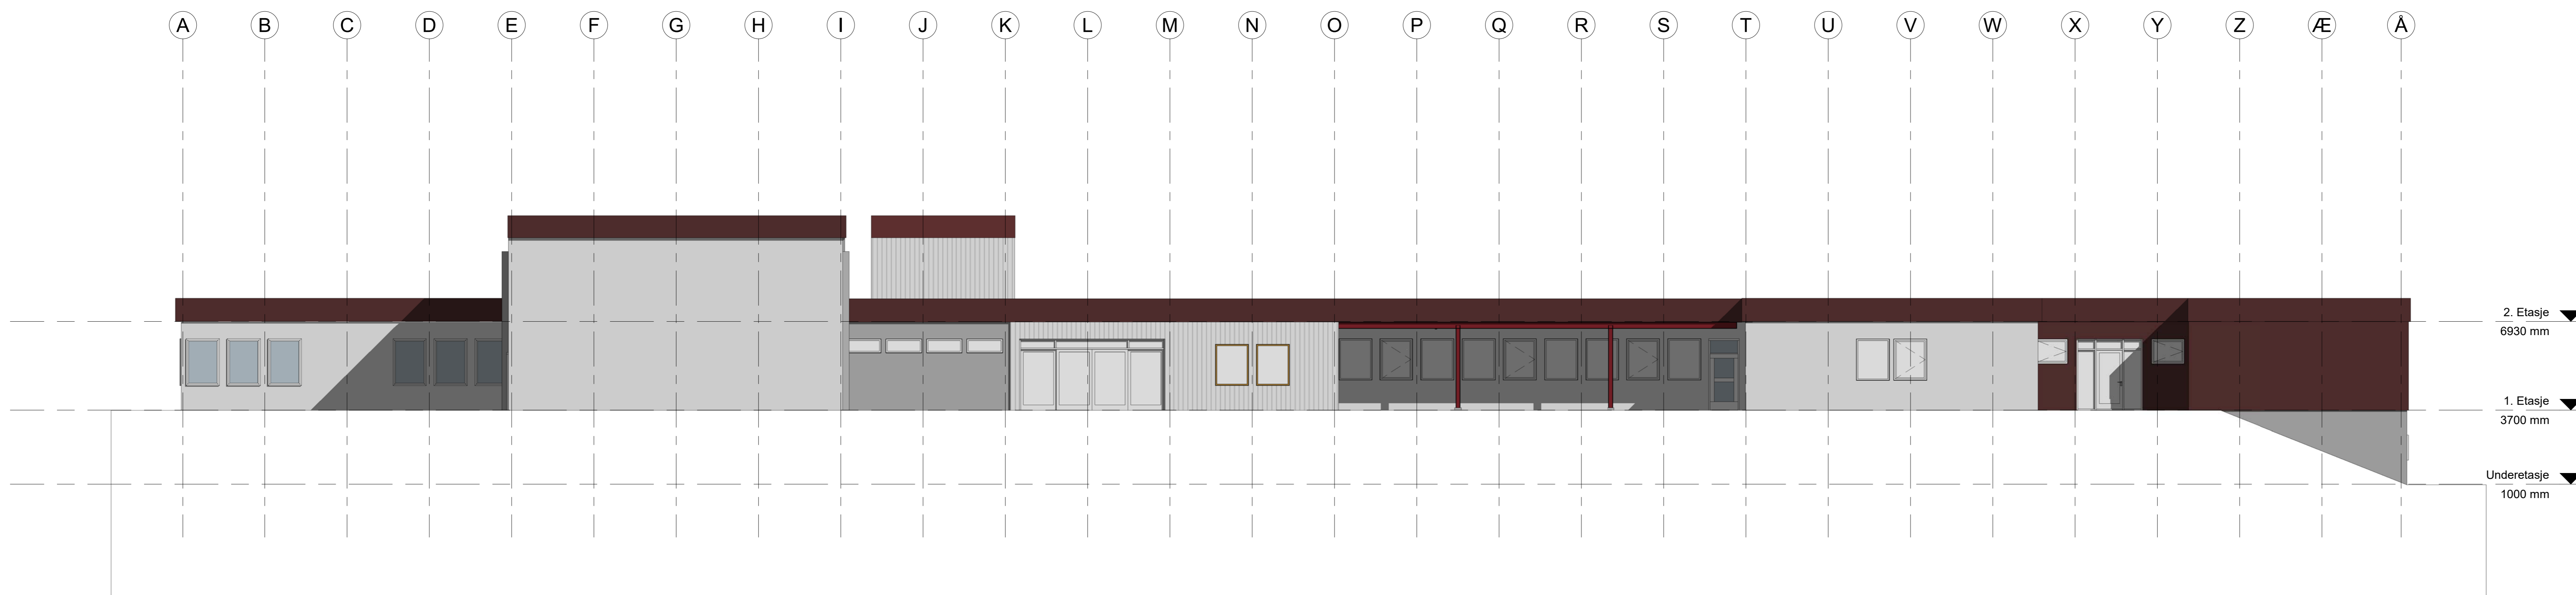 A B C D E F G H I J K L M N O P Q R S T U V W X Y Z Æ Å
2. Etasje
6930 mm
1. Etasje
3700 mm
Underetasje
1000 mm